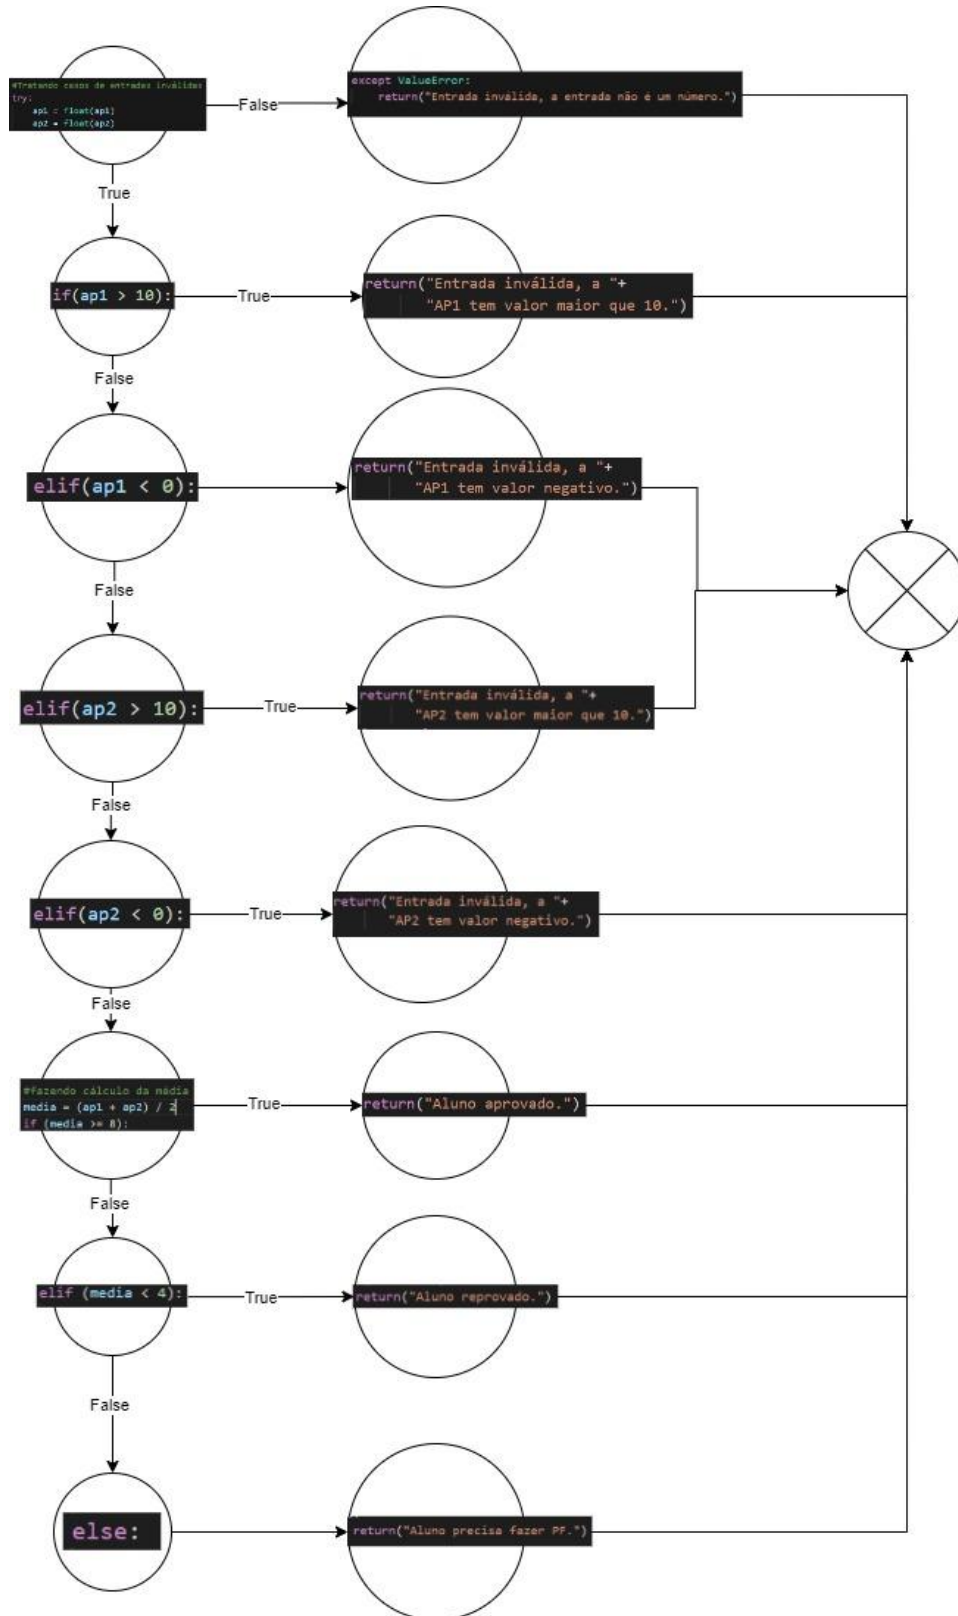 #Tratando casos de entradas inválidas
try:
ap1 = float(ap1)
ap2 = float(ap2)
False
except ValueError:
return("Entrada inválida, a entrada não é um número.")
True
if(ap1 > 10):
True
return("Entrada inválida, a "+
"AP1 tem valor maior que 10.")
False
elif(ap1 < 0):
return("Entrada inválida, a "+
"AP1 tem valor negativo.")
False
elif(ap2 > 10):
True
return("Entrada inválida, a "+
"AP2 tem valor maior que 10.")
False
elif(ap2 < 0):
True
return("Entrada inválida, a "+
"AP2 tem valor negativo.")
False
#fazendo cálculo da média
media = (ap1 + ap2) / 2
if (media >= 8):
True
return("Aluno aprovado.")
False
elif (media < 4):
True
return("Aluno reprovado.")
False
else:
return("Aluno precisa fazer PF.")